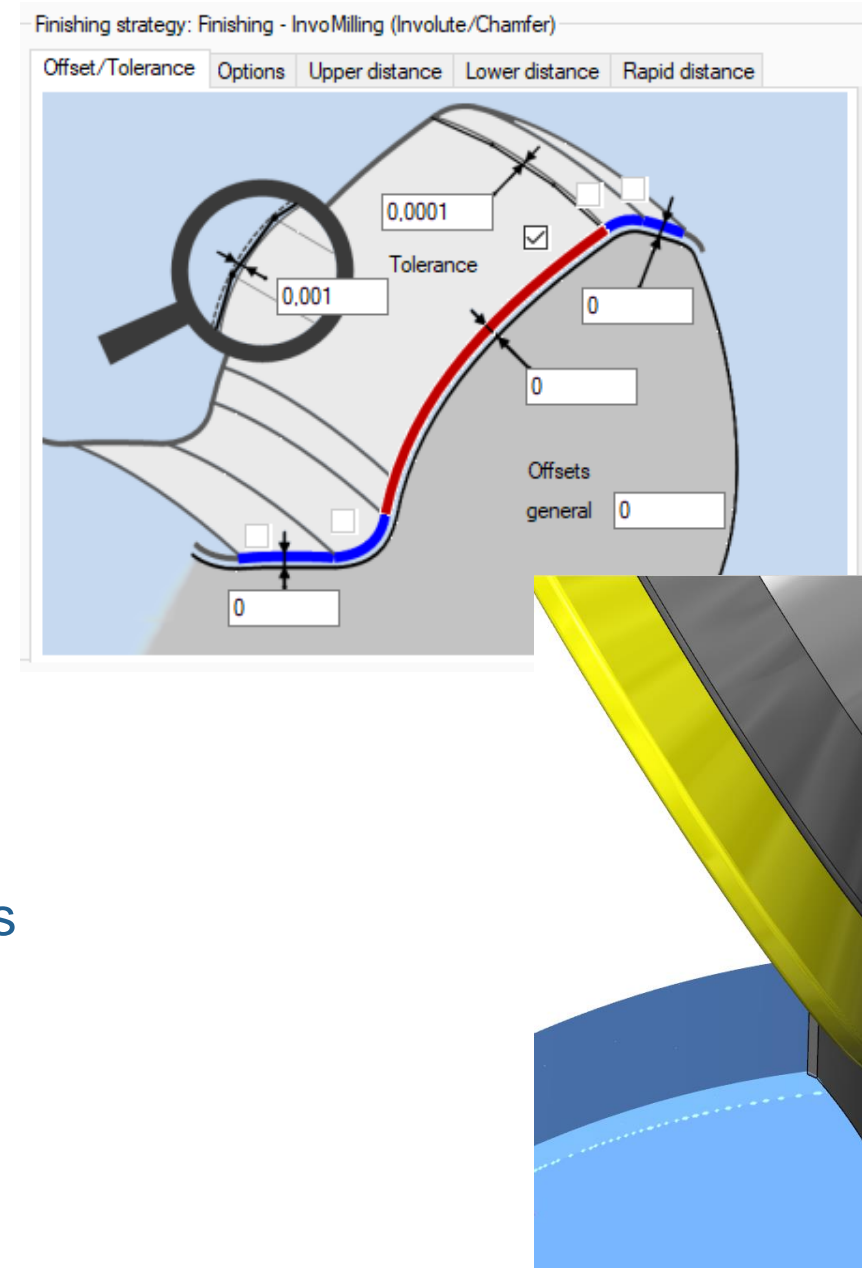 Finishing strategy: Finishing - InvoMilling (Involute/Chamfer)
Offset/Tolerance Options Upper distance Lower distance Rapid distance
0,0001
Tolerance
0,001
0
0
Offsets
general 0
0
s